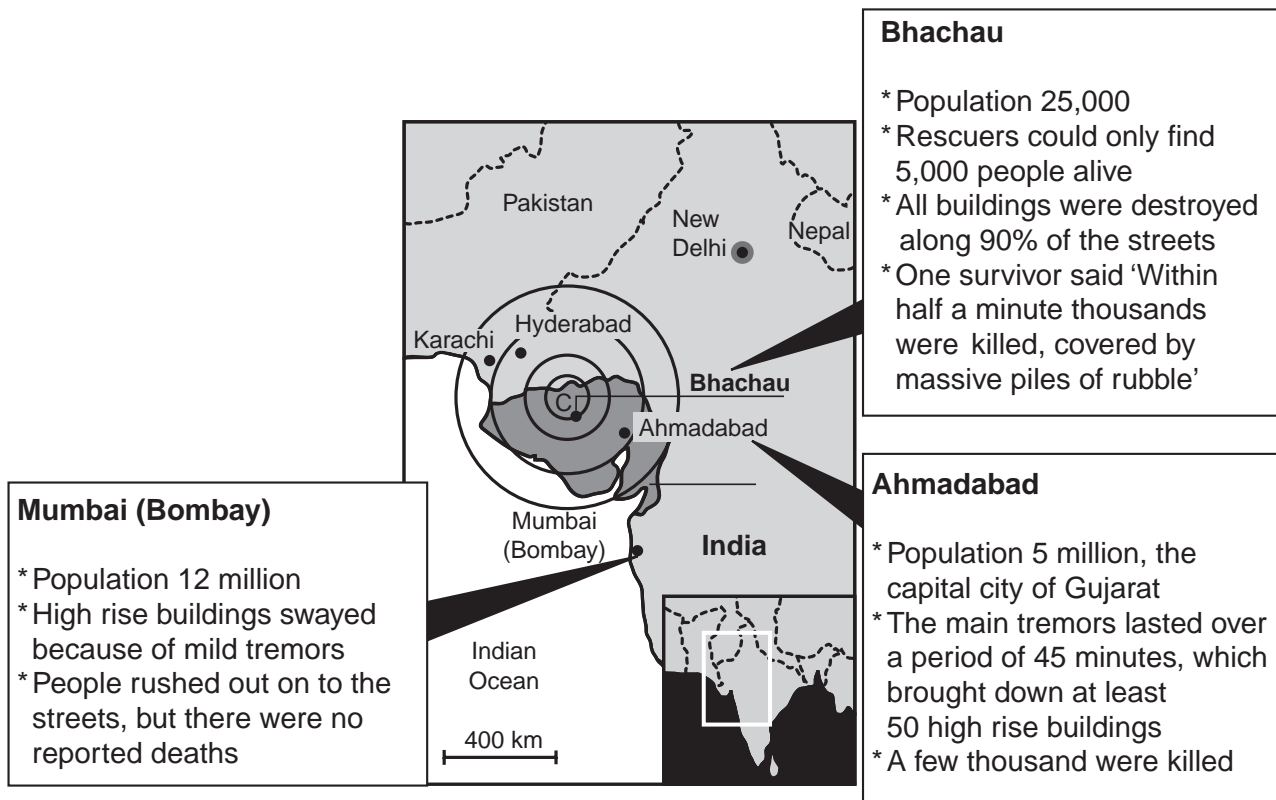 Bhachau
*Population 25,000
*Rescuers could only find
5,000 people alive
*All buildings were destroyed
along 90% of the streets
*One survivor said ‘Within
half a minute thousands
were killed, covered by
massive piles of rubble’
Pakistan
New
Delhi
Nepal
Karachi
Hyderabad
Bhachau
C
Ahmadabad
Mumbai
(Bombay)
India
Indian
Ocean
400 km
Mumbai (Bombay)
*Population 12 million
*High rise buildings swayed
because of mild tremors
*People rushed out on to the
streets, but there were no
reported deaths
Ahmadabad
*Population 5 million, the
capital city of Gujarat
*The main tremors lasted over
a period of 45 minutes, which
brought down at least
50 high rise buildings
*A few thousand were killed